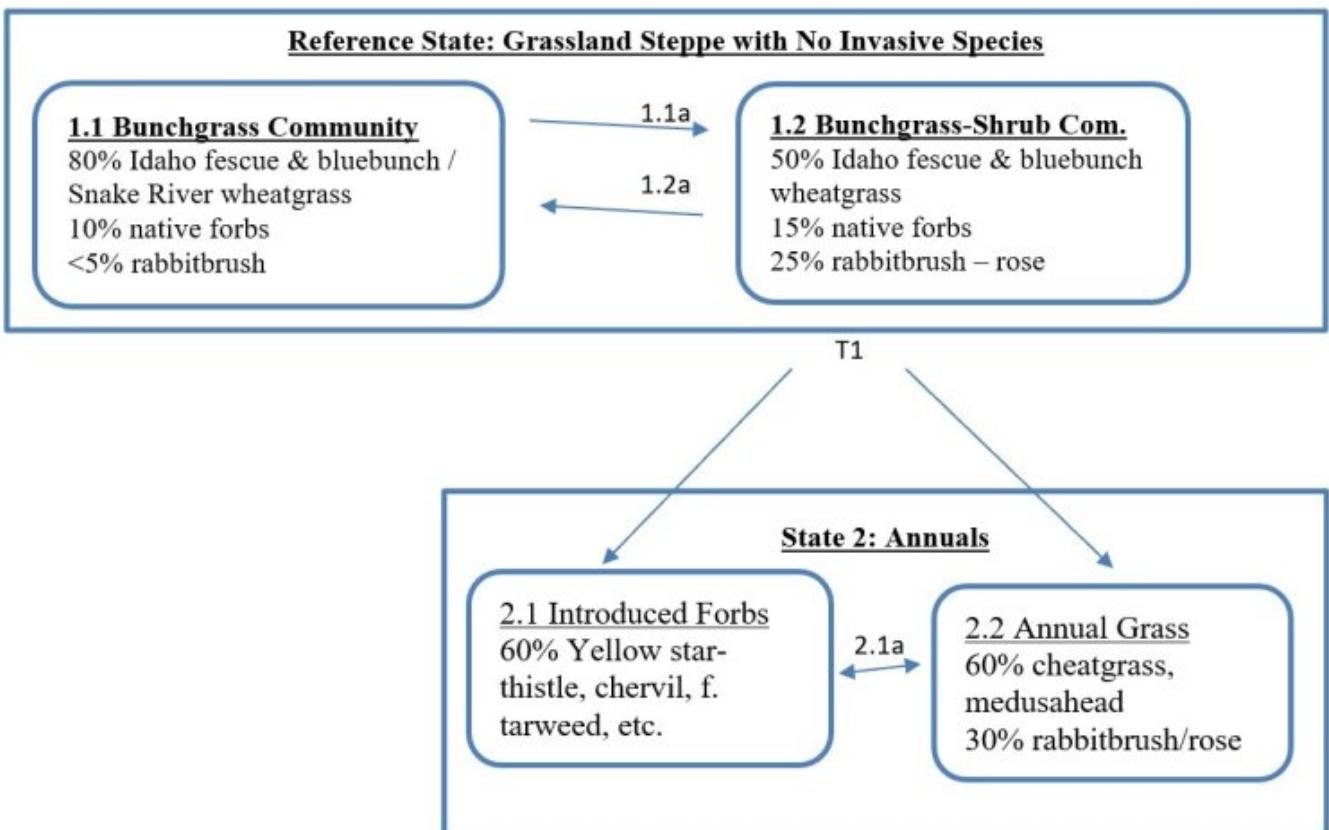 Reference State: Grassland Steppe with No Invasive Species
1.1 Bunchgrass Community
80% Idaho fescue & bluebunch /
Snake River wheatgrass
10% native forbs
<5% rabbitbrush
1.1a
1.2a
1.2 Bunchgrass-Shrub Com.
50% Idaho fescue & bluebunch
wheatgrass
15% native forbs
25% rabbitbrush – rose
T1
State 2: Annuals
2.1 Introduced Forbs
60% Yellow star-
thistle, chervil, f.
tarweed, etc.
2.1a
2.2 Annual Grass
60% cheatgrass,
medusahead
30% rabbitbrush/rose